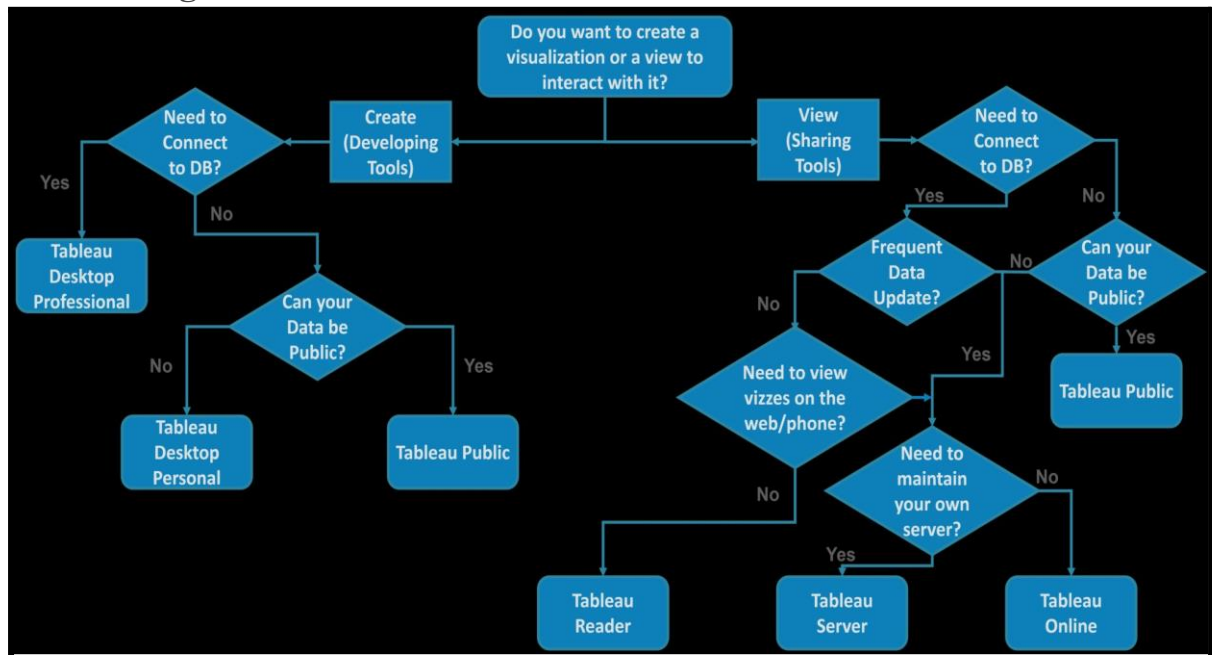 Do you want to create a
visualization or a view to
interact with it?
Need to
Connect
to DB?
Create
(Developing
Tools)
View
(Sharing
Tools)
Need to
Connect
to DB?
Yes
No
Yes
No
Tableau
Desktop
Professional
Can your
Data be
Public?
Frequent
Data
Update?
No
Can your
Data be
Public?
No
Yes
No
Yes
Yes
Tableau
Desktop
Personal
Tableau Public
Need to view
vizzes on the
web/phone?
Tableau Public
No
Need to
maintain
your own
server?
No
Yes
Tableau
Reader
Tableau
Server
Tableau
Online